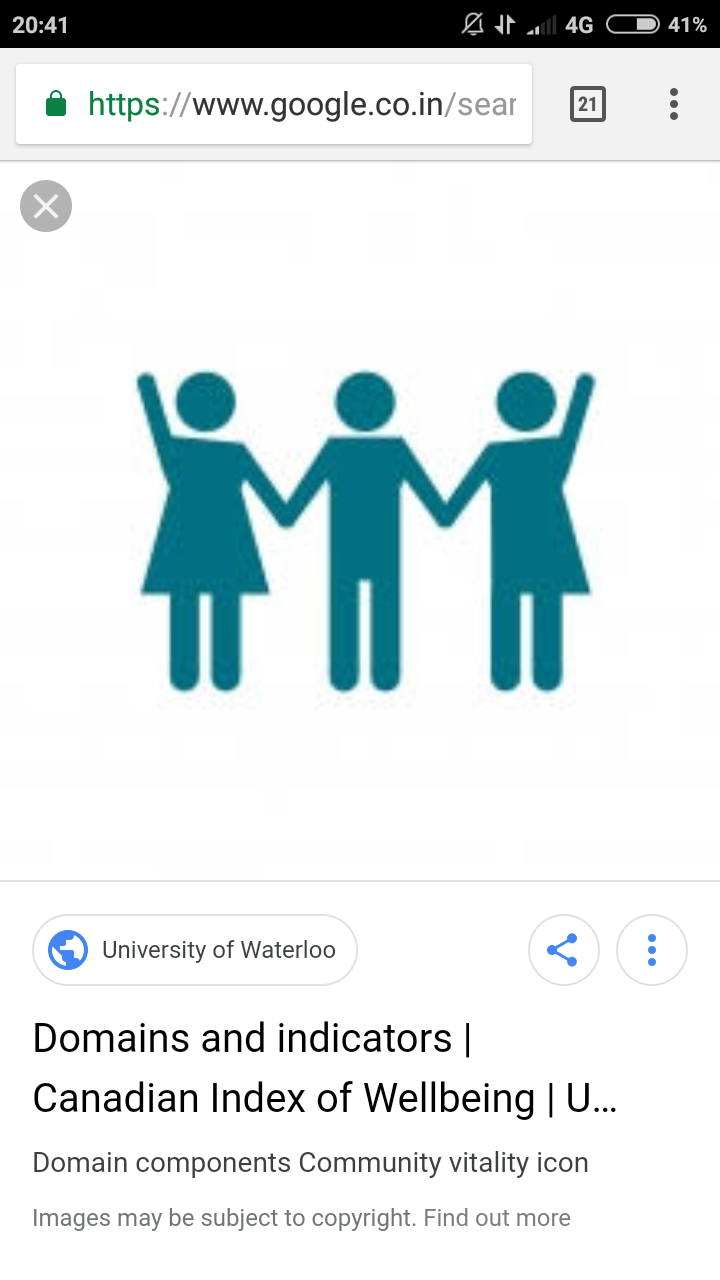 20:41
4G 41%
https://www.google.co.in/sear
21
University of Waterloo
Domains and indicators |
Canadian Index of Wellbeing | U...
Domain components Community vitality icon
Images may be subject to copyright. Find out more